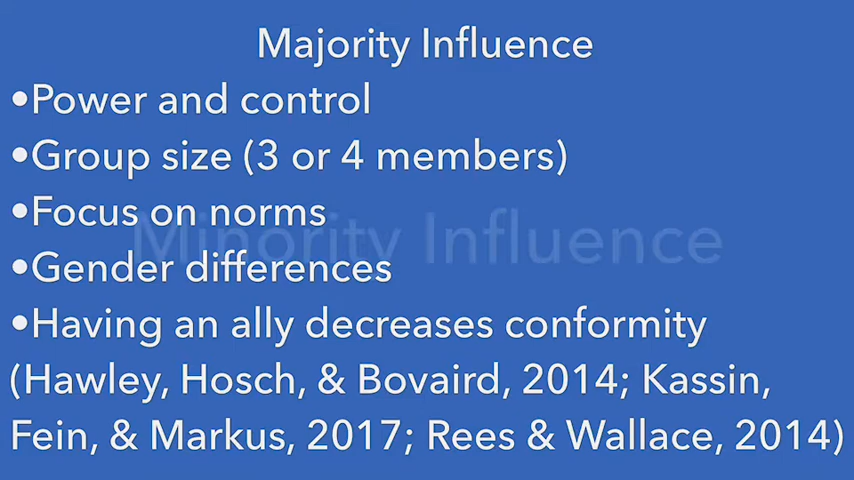 Majority Influence
•Power and control
•Group size (3 or 4 members)
•Focus on norms
Minority Influence
•Gender differences
•Having an ally decreases conformity
(Hawley, Hosch, & Bovaird, 2014; Kassin,
Fein, & Markus, 2017; Rees & Wallace, 2014)